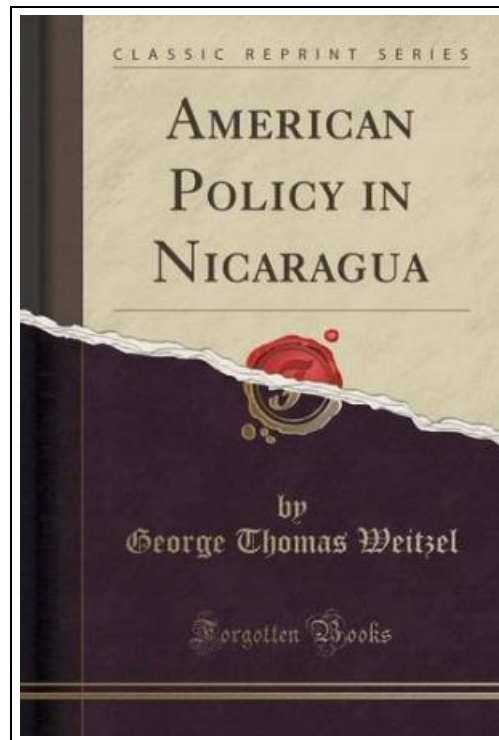 CLASSIC REPRINT SERIES
AMERICAN
POLICY IN
NICARAGUA
F
by
George Thomas Weitzel
Forgotten Books